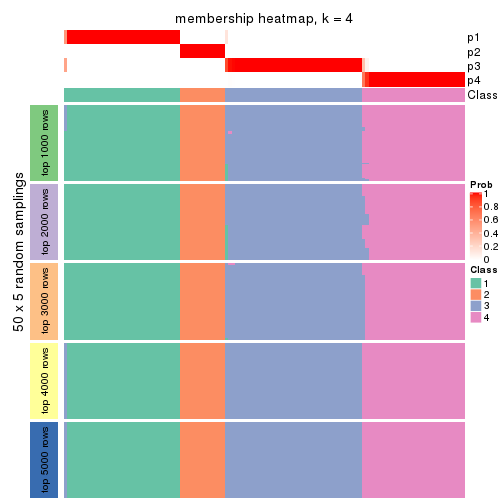 membership heatmap, k = 4
p1
p2
p3
p4
Class
50 x 5 random samplings
top 1000 rows
top 2000 rows
top 3000 rows
top 4000 rows
top 5000 rows
Prob
1
0.8
0.6
0.4
0.2
0
Class
1
2
3
4